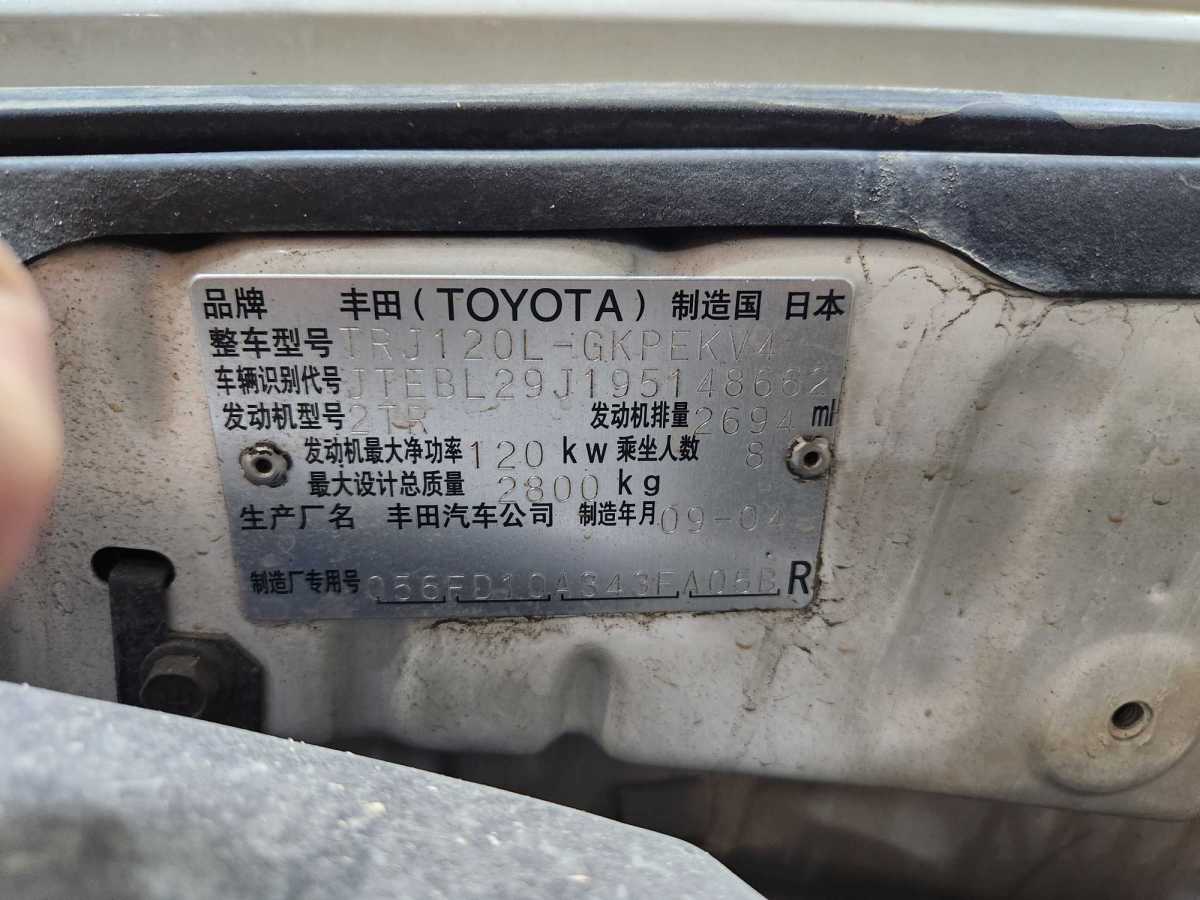 品牌 丰田(TOYOTA) 制造国 日本
整车型号 TRJ120L-GKPEKV4
车辆识别代号 JTEBL29J195148662
发动机型号 2TR 发动机排量 2694 ml
发动机最大净功率 120 kw 乘坐人数 8
最大设计总质量 2800 kg
生产厂名 丰田汽车公司 制造年月 09-04
制造厂专用号 056FD10AS43FA05B R